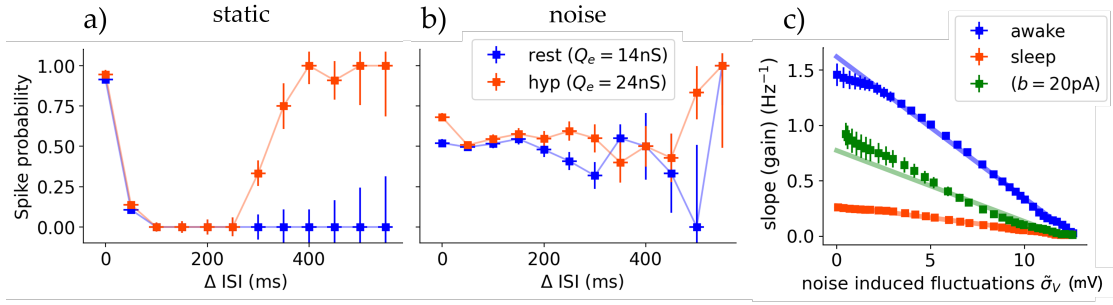 a)
static
1.00
0.75
0.50
0.25
0.00
Spike probability
0
200
400
Δ ISI (ms)
b)
noise
rest (Qₑ = 14nS)
hyp (Qₑ = 24nS)
0
200
400
Δ ISI (ms)
c)
awake
sleep
(b = 20pA)
1.5
1.0
0.5
0.0
slope (gain) (Hz⁻¹)
0
5
10
noise induced fluctuations σ̃_V (mV)